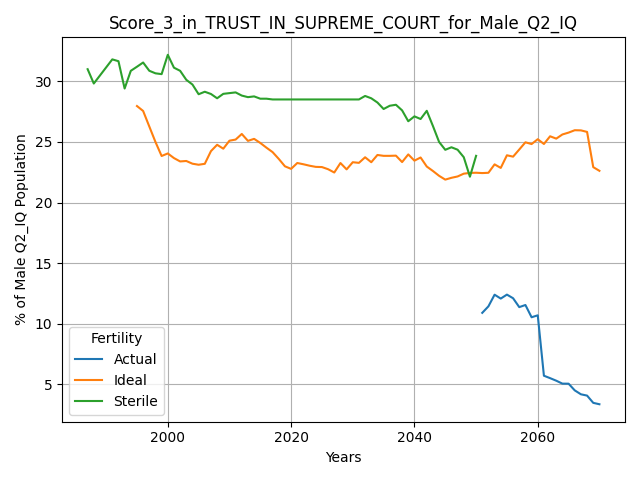 Score_3_in_TRUST_IN_SUPREME_COURT_for_Male_Q2_IQ
% of Male Q2_IQ Population
30
25
20
15
10
5
Fertility
Actual
Ideal
Sterile
2000 2020 2040 2060
Years